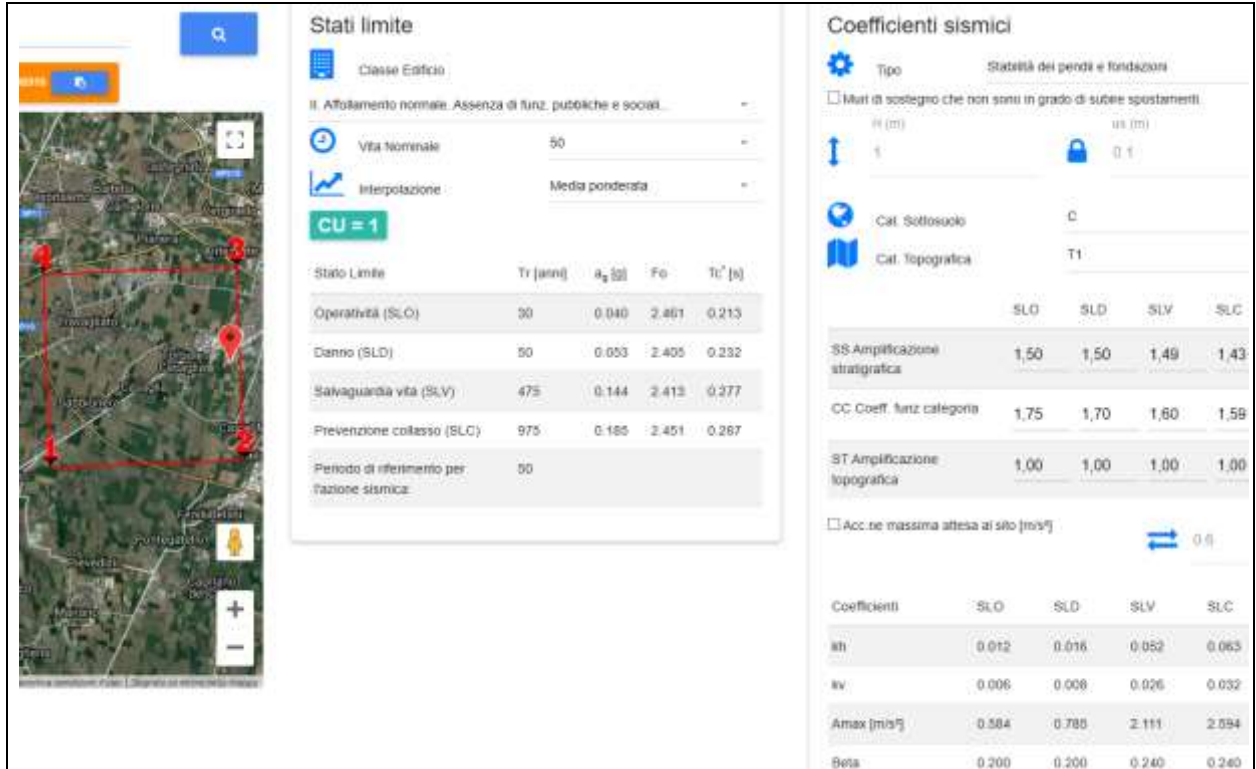 Stati limite
Classe Edificio
II. Affollamento normale. Assenza di funz. pubbliche e sociali...
Vita Nominale 50
Interpolazione Media ponderata
CU = 1
Stato Limite Tr [anni] ag [g] Fo Tc* [s]
Operatività (SLO) 30 0.040 2.461 0.213
Danno (SLD) 50 0.053 2.405 0.232
Salvaguardia vita (SLV) 475 0.144 2.413 0.277
Prevenzione collasso (SLC) 975 0.185 2.451 0.287
Periodo di riferimento per 50
l'azione sismica:
4
3
1
2
Coefficienti sismici
Tipo Stabilità dei pendii e fondazioni
Muri di sostegno che non sono in grado di subire spostamenti.
H (m) us (m)
1 0.1
Cat. Sottosuolo C
Cat. Topografica T1
SLO SLD SLV SLC
SS Amplificazione 1,50 1,50 1,49 1,43
stratigrafica
CC Coeff. funz categoria 1,75 1,70 1,60 1,59
ST Amplificazione 1,00 1,00 1,00 1,00
topografica
Acc.ne massima attesa al sito [m/s²]
0.6
Coefficienti SLO SLD SLV SLC
kh 0.012 0.016 0.052 0.063
kv 0.006 0.008 0.026 0.032
Amax [m/s²] 0.584 0.785 2.111 2.594
Beta 0.200 0.200 0.240 0.240